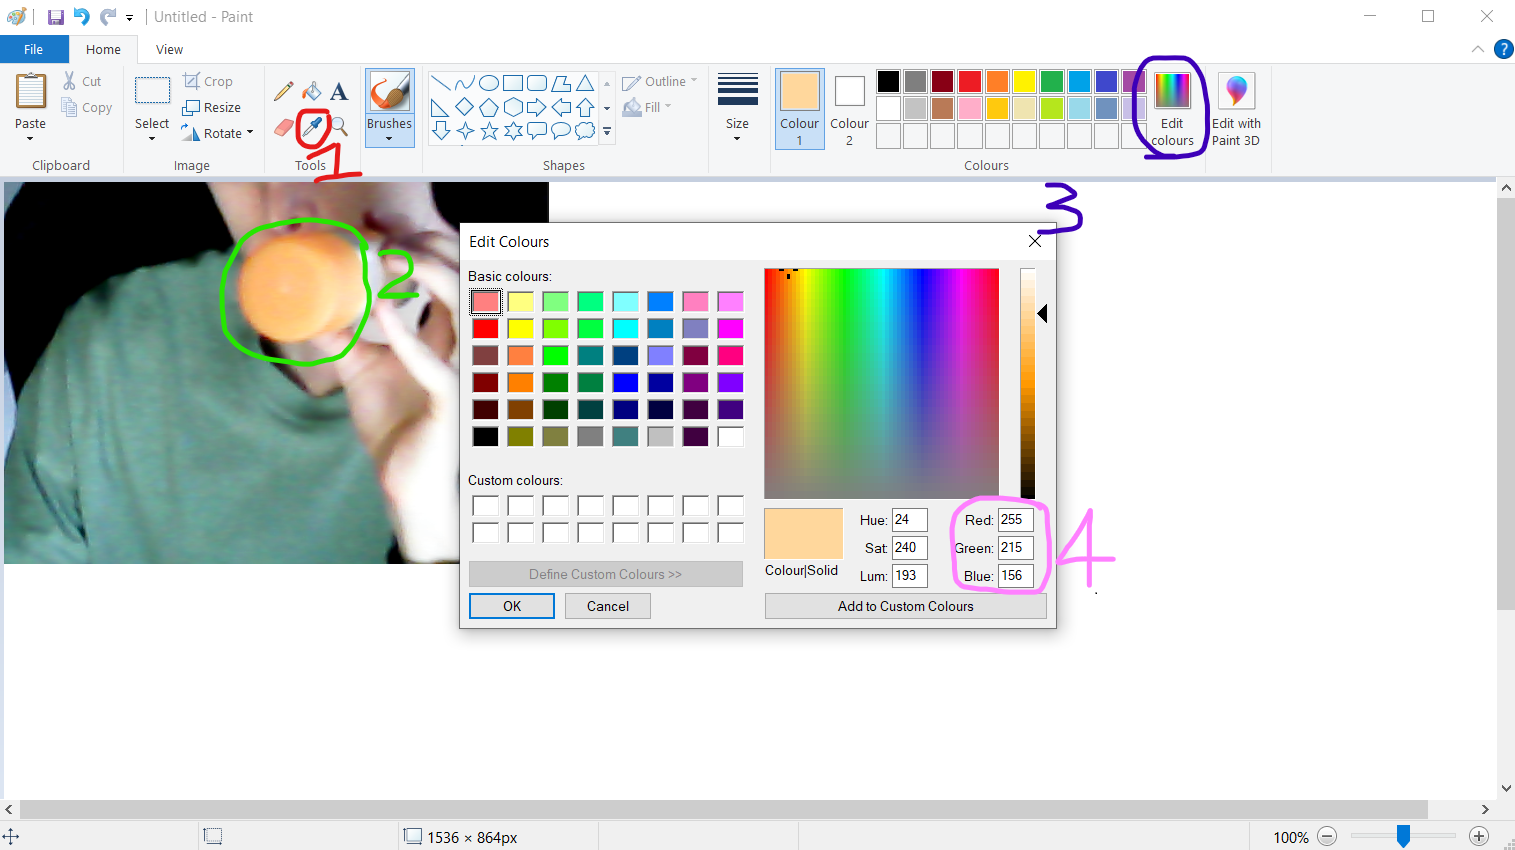 Untitled - Paint
File
Home
View
?
Paste
Cut
Copy
Clipboard
Select
Crop
Resize
Rotate
Image
A
Tools
1
Brushes
Shapes
Outline
Fill
Size
Colour
1
Colour
2
Colours
Edit
colours
Edit with
Paint 3D
3
2
Edit Colours
Basic colours:
Custom colours:
Define Custom Colours >>
OK
Cancel
Colour|Solid
Hue: 24
Sat: 240
Lum: 193
Red: 255
Green: 215
Blue: 156
4
Add to Custom Colours
1536 × 864px
100%